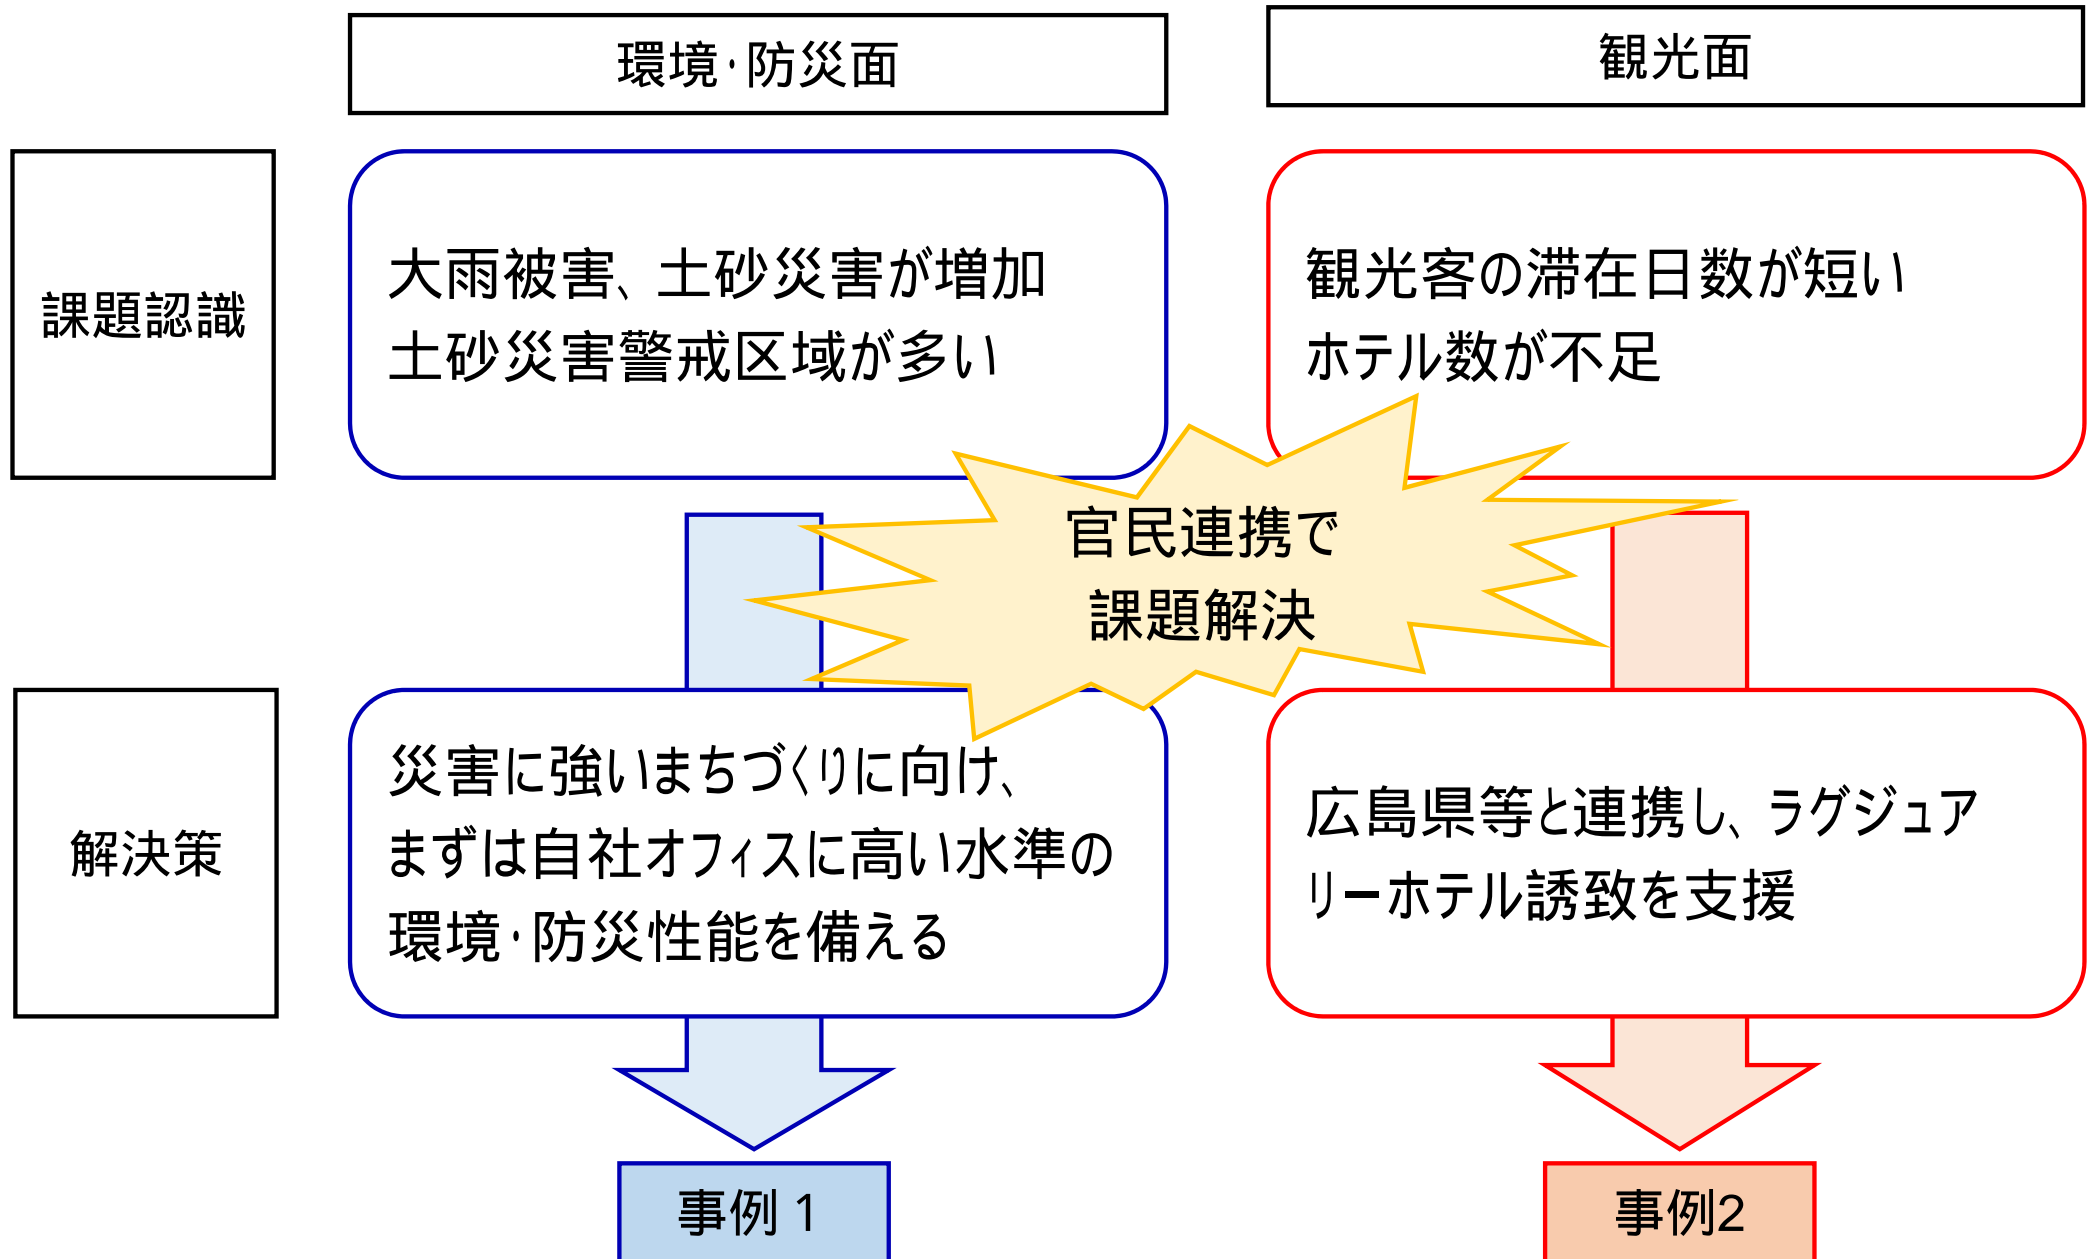 環境・防災面
観光面
課題認識
大雨被害、土砂災害が増加
土砂災害警戒区域が多い
観光客の滞在日数が短い
ホテル数が不足
官民連携で
課題解決
解決策
災害に強いまちづくりに向け、
まずは自社オフィスに高い水準の
環境・防災性能を備える
広島県等と連携し、ラグジュア
リーホテル誘致を支援
事例1
事例2